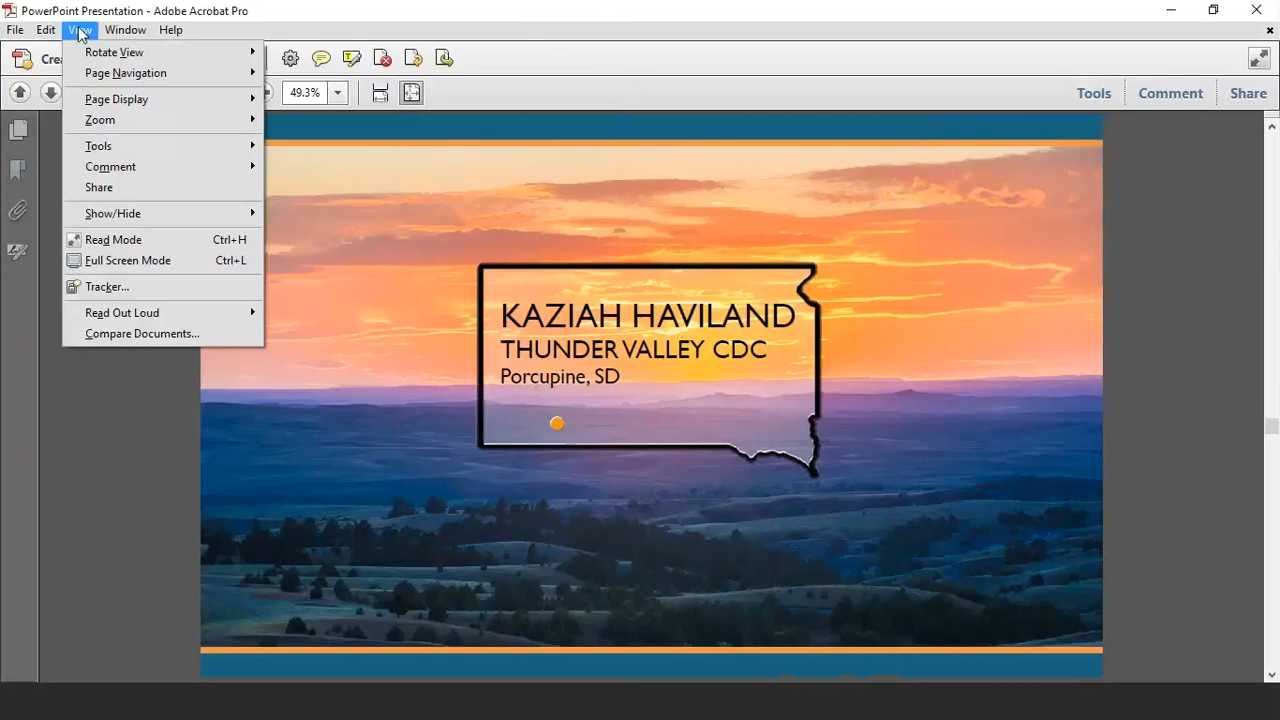 PowerPoint Presentation - Adobe Acrobat Pro
File Edit View Window Help
49.3%
Tools Comment Share
Rotate View
Page Navigation
Page Display
Zoom
Tools
Comment
Share
Show/Hide
Read Mode Ctrl+H
Full Screen Mode Ctrl+L
Tracker...
Read Out Loud
Compare Documents...
KAZIAH HAVILAND
THUNDER VALLEY CDC
Porcupine, SD